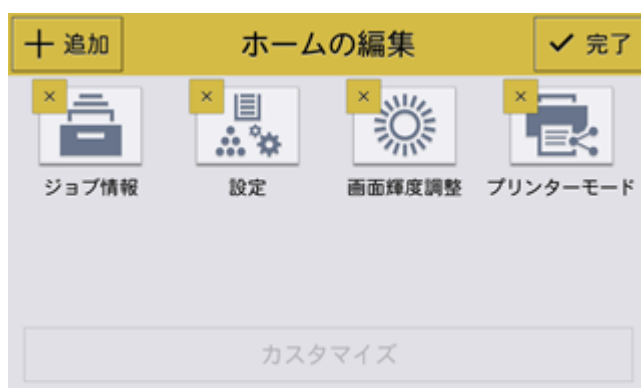 ＋ 追加
ホームの編集
✓ 完了
×
×
×
×
ジョブ情報
設定
画面輝度調整
プリンターモード
カスタマイズ